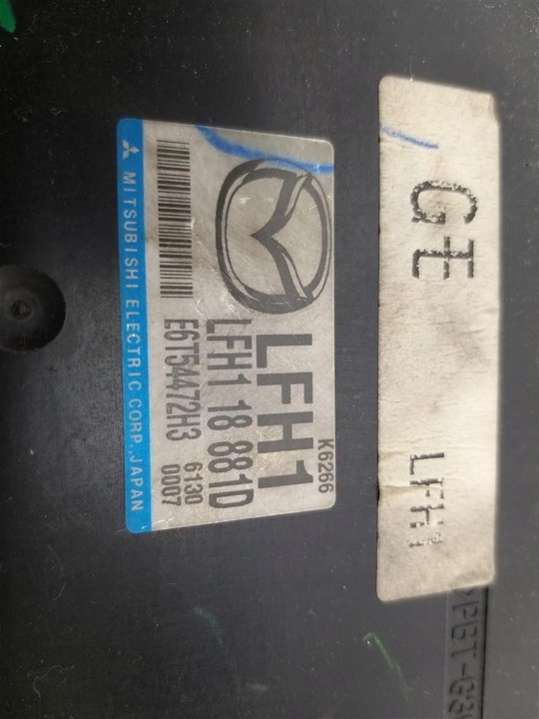 K6266
LFH1
LFH1 18 881D
E6T54472H3
6130
0007
MITSUBISHI ELECTRIC CORP., JAPAN
GE
LFH1